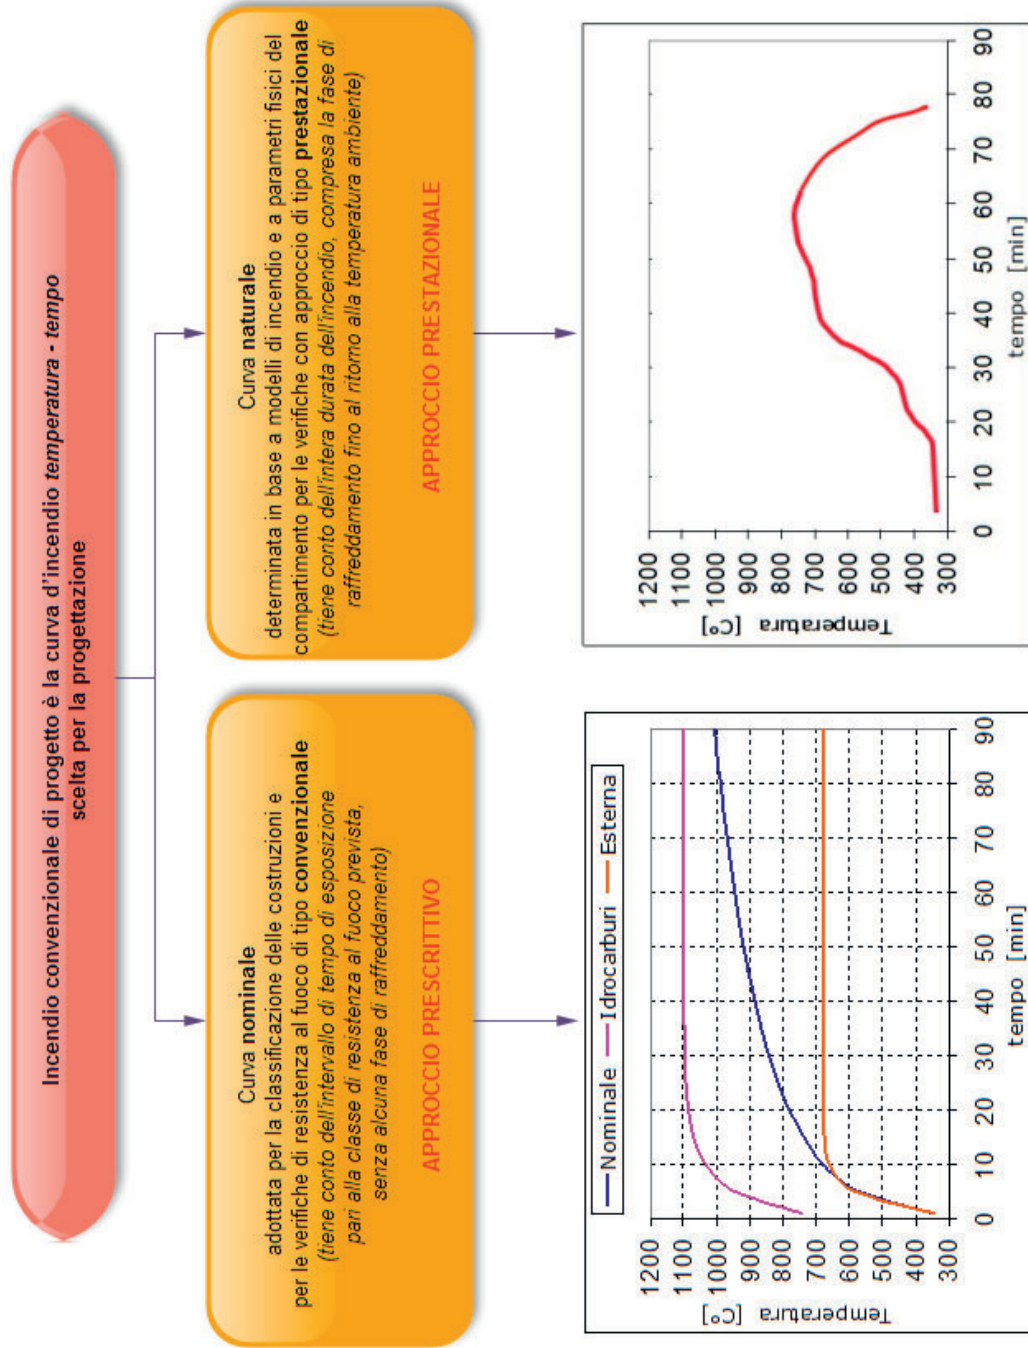 Incendio convenzionale di progetto è la curva d'incendio temperatura - tempo
scelta per la progettazione
Curva nominale
adottata per la classificazione delle costruzioni e
per le verifiche di resistenza al fuoco di tipo convenzionale
(tiene conto dell'intervallo di tempo di esposizione
pari alla classe di resistenza al fuoco prevista,
senza alcuna fase di raffreddamento)
APPROCCIO PRESCRITTIVO
Curva naturale
determinata in base a modelli di incendio e a parametri fisici del
compartimento per le verifiche con approccio di tipo prestazionale
(tiene conto dell'intera durata dell'incendio, compresa la fase di
raffreddamento fino al ritorno alla temperatura ambiente)
APPROCCIO PRESTAZIONALE
Nominale Idrocarburi Esterna
Temperatura [C°]
1200
1100
1000
900
800
700
600
500
400
300
0 10 20 30 40 50 60 70 80 90
tempo [min]
Temperatura [C°]
1200
1100
1000
900
800
700
600
500
400
300
0 10 20 30 40 50 60 70 80 90
tempo [min]